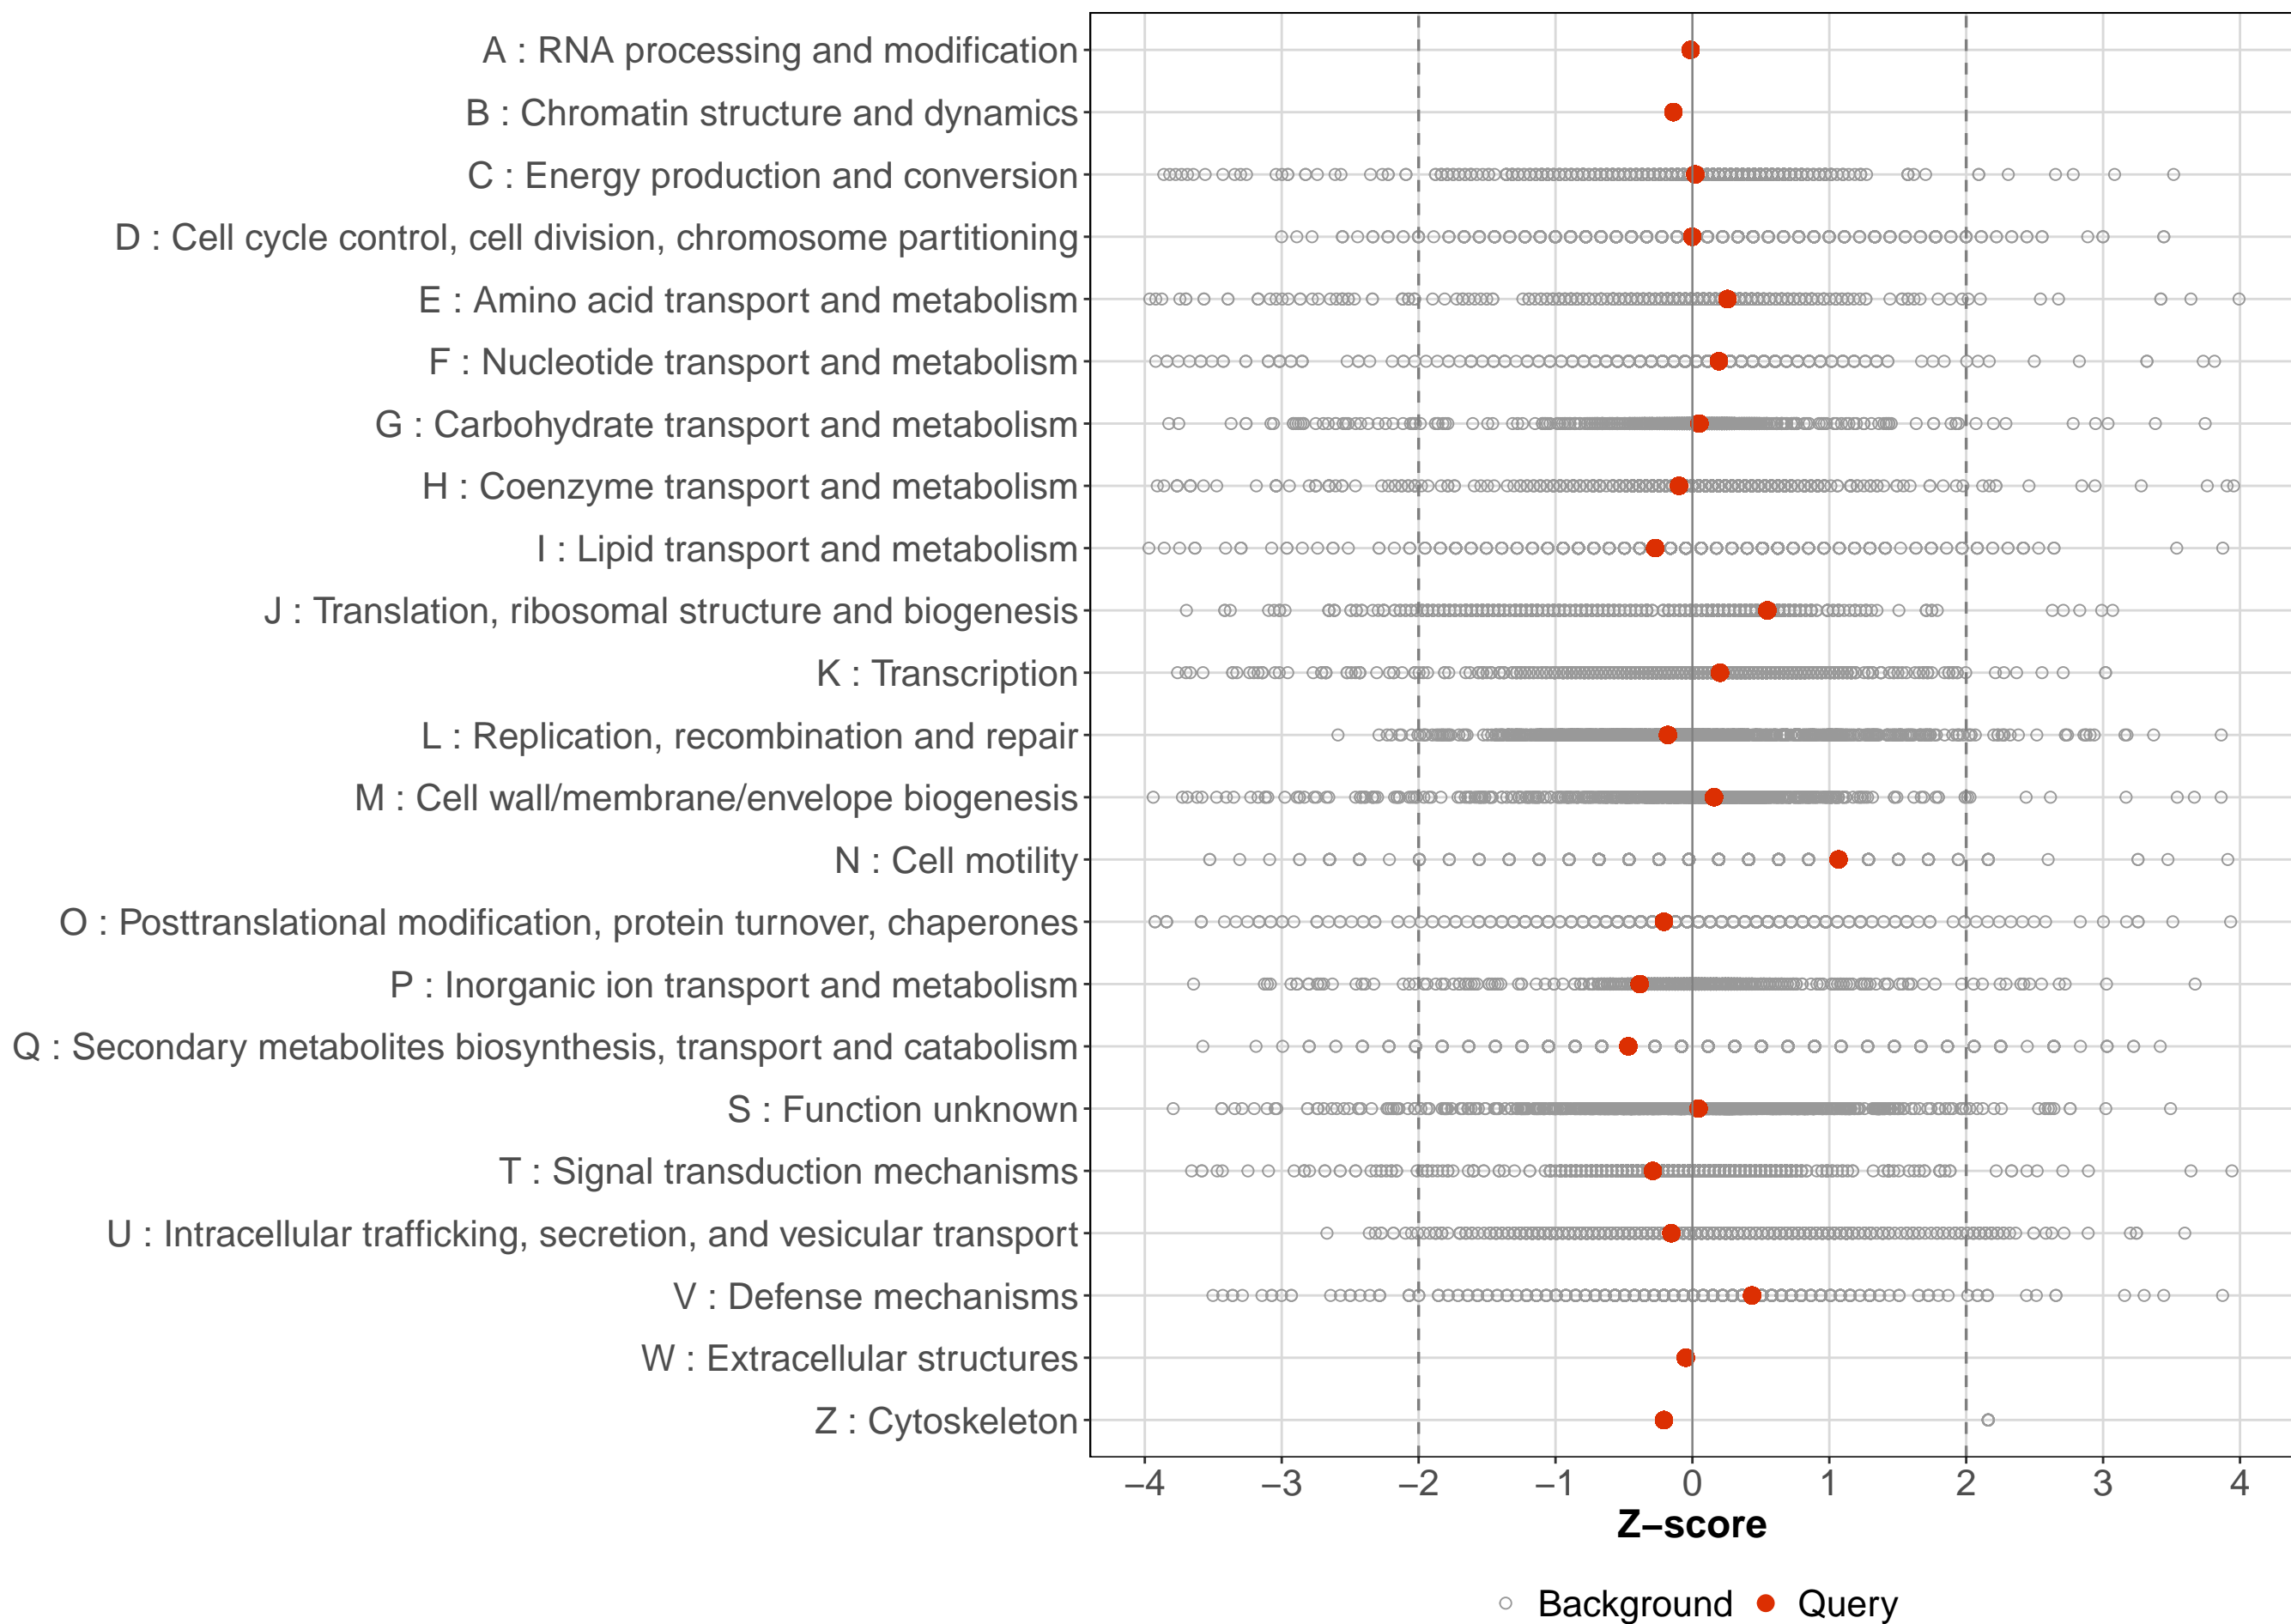 A : RNA processing and modification
B : Chromatin structure and dynamics
C : Energy production and conversion
D : Cell cycle control, cell division, chromosome partitioning
E : Amino acid transport and metabolism
F : Nucleotide transport and metabolism
G : Carbohydrate transport and metabolism
H : Coenzyme transport and metabolism
I : Lipid transport and metabolism
J : Translation, ribosomal structure and biogenesis
K : Transcription
L : Replication, recombination and repair
M : Cell wall/membrane/envelope biogenesis
N : Cell motility
O : Posttranslational modification, protein turnover, chaperones
P : Inorganic ion transport and metabolism
Q : Secondary metabolites biosynthesis, transport and catabolism
S : Function unknown
T : Signal transduction mechanisms
U : Intracellular trafficking, secretion, and vesicular transport
V : Defense mechanisms
W : Extracellular structures
Z : Cytoskeleton
−4 −3 −2 −1 0 1 2 3 4
Z−score
Background Query